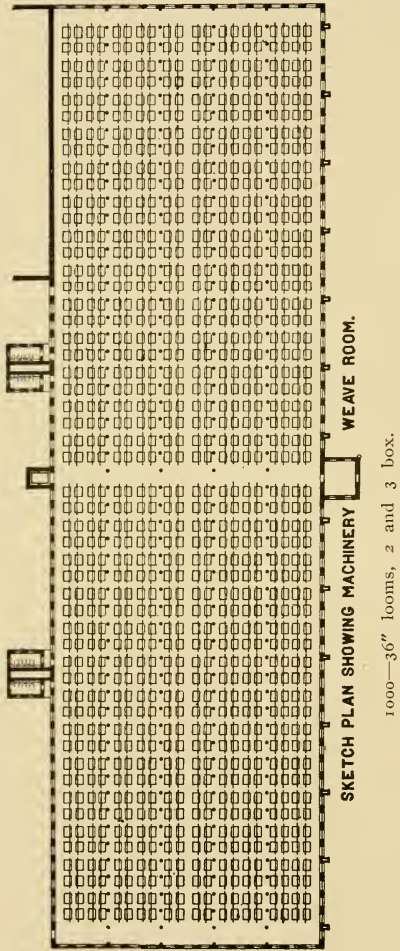 SKETCH PLAN SHOWING MACHINERY WEAVE ROOM.
1000—36" looms, 2 and 3 box.